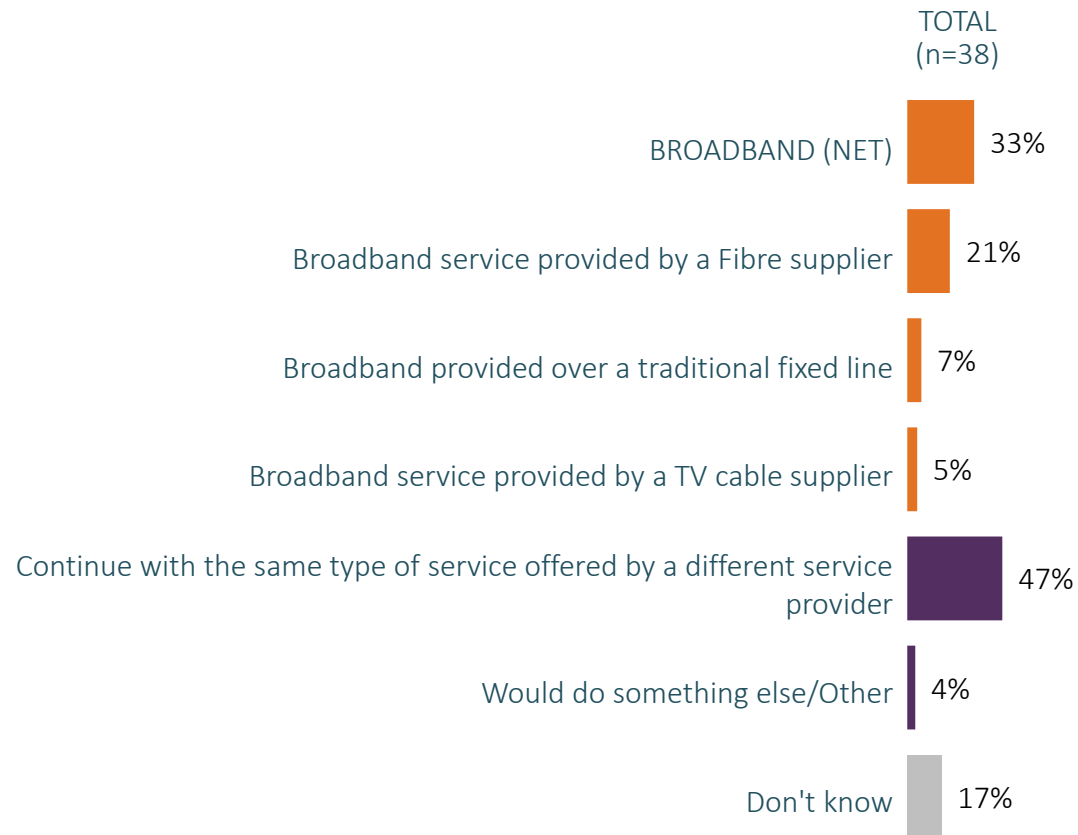 TOTAL
(n=38)
BROADBAND (NET) 33%
Broadband service provided by a Fibre supplier 21%
Broadband provided over a traditional fixed line 7%
Broadband service provided by a TV cable supplier 5%
Continue with the same type of service offered by a different service
provider 47%
Would do something else/Other 4%
Don't know 17%